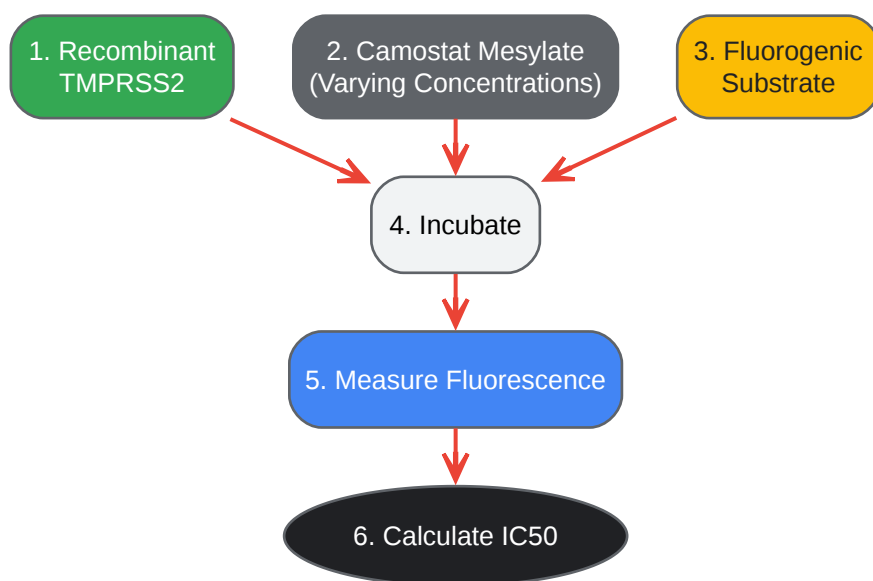 1. Recombinant
TMPRSS2
2. Camostat Mesylate
(Varying Concentrations)
3. Fluorogenic
Substrate
4. Incubate
5. Measure Fluorescence
6. Calculate IC50